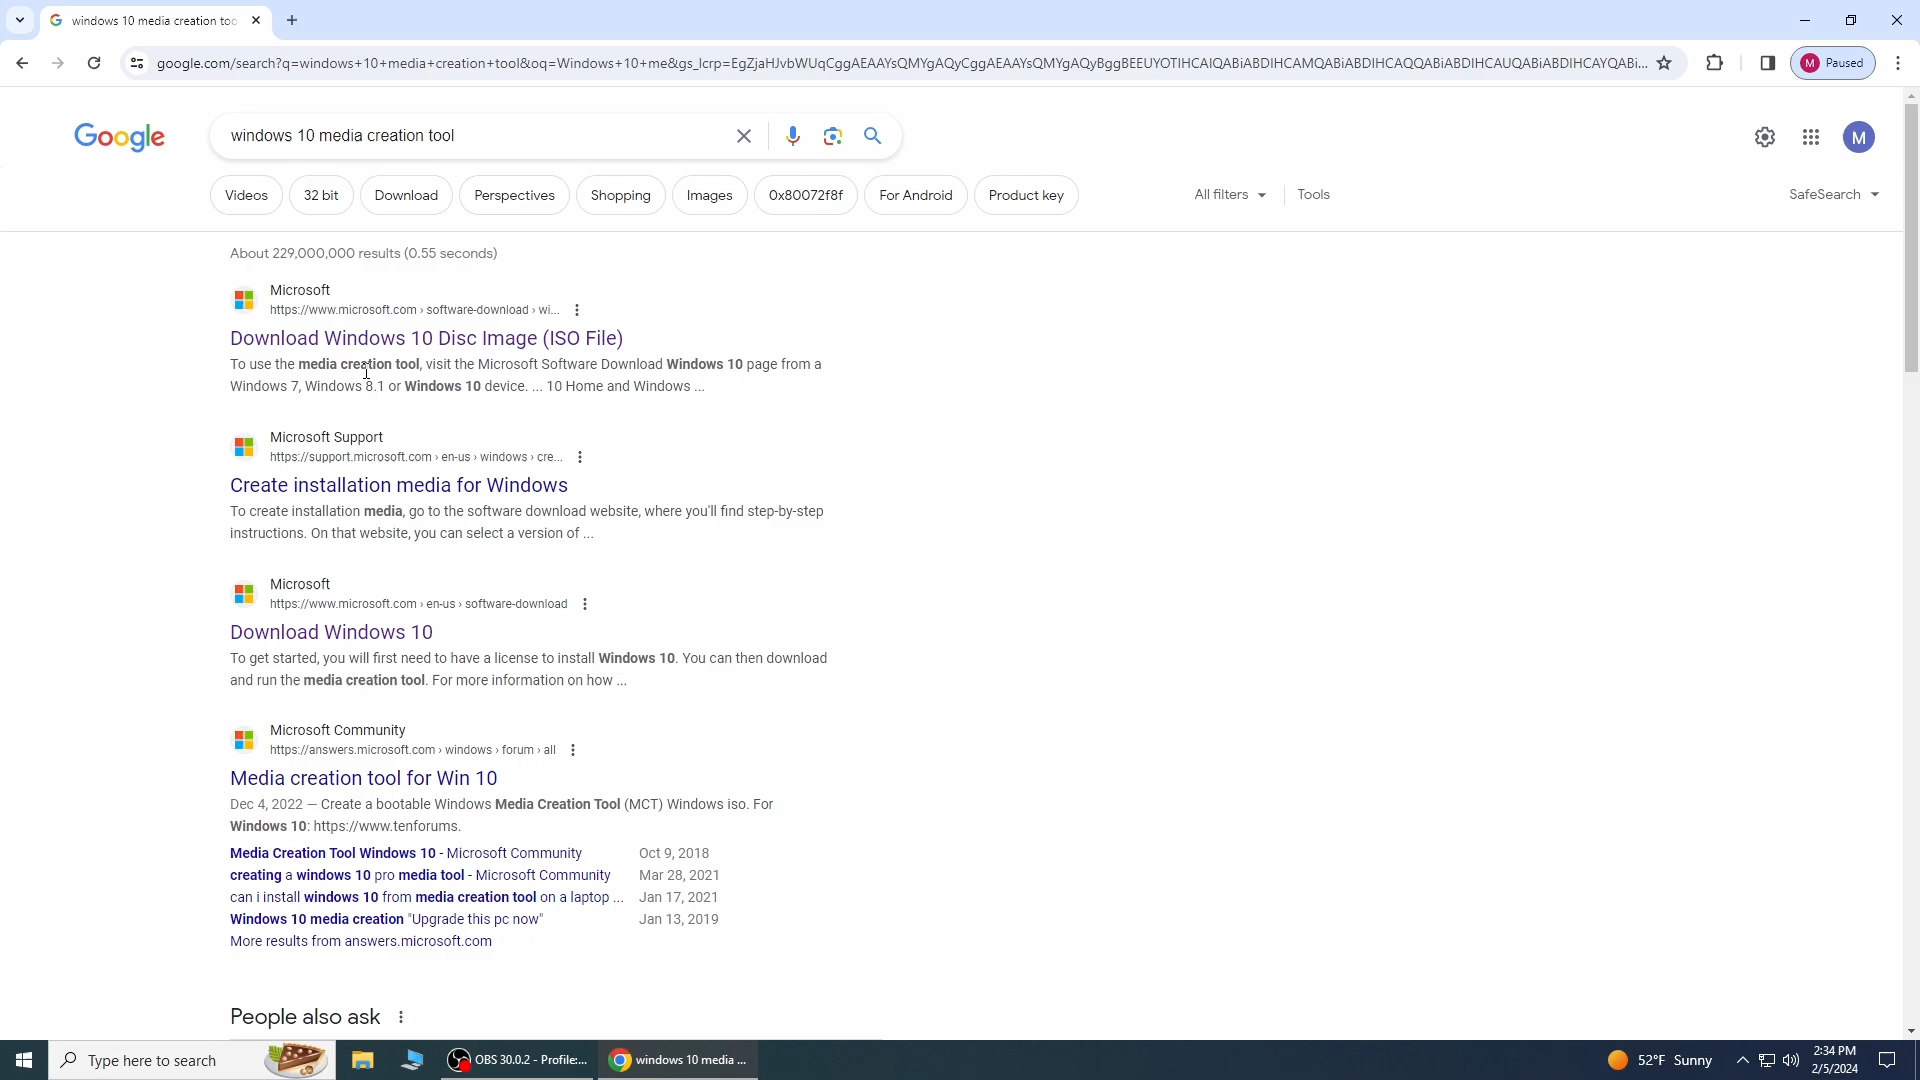 windows 10 media creation too
google.com/search?q=windows+10+media+creation+tool&oq=Windows+10+me&gs_lcrp=EgZjaHJvbWUqCggAEAAYsQMYgAQyCggAEAAYsQMYgAQyBggBEEUYOTIHCAIQABiABDIHCAMQABiABDIHCAQQABiABDIHCAUQABiABDIHCAYQABi...
M Paused
Google
windows 10 media creation tool
M
Videos
32 bit
Download
Perspectives
Shopping
Images
0x80072f8f
For Android
Product key
All filters
Tools
SafeSearch
About 229,000,000 results (0.55 seconds)
Microsoft
https://www.microsoft.com › software-download › wi...
Download Windows 10 Disc Image (ISO File)
To use the media creation tool, visit the Microsoft Software Download Windows 10 page from a
Windows 7, Windows 8.1 or Windows 10 device. ... 10 Home and Windows ...
Microsoft Support
https://support.microsoft.com › en-us › windows › cre...
Create installation media for Windows
To create installation media, go to the software download website, where you'll find step-by-step
instructions. On that website, you can select a version of ...
Microsoft
https://www.microsoft.com › en-us › software-download
Download Windows 10
To get started, you will first need to have a license to install Windows 10. You can then download
and run the media creation tool. For more information on how ...
Microsoft Community
https://answers.microsoft.com › windows › forum › all
Media creation tool for Win 10
Dec 4, 2022 — Create a bootable Windows Media Creation Tool (MCT) Windows iso. For
Windows 10: https://www.tenforums.
Media Creation Tool Windows 10 - Microsoft Community Oct 9, 2018
creating a windows 10 pro media tool - Microsoft Community Mar 28, 2021
can i install windows 10 from media creation tool on a laptop ... Jan 17, 2021
Windows 10 media creation "Upgrade this pc now" Jan 13, 2019
More results from answers.microsoft.com
People also ask
Type here to search
OBS 30.0.2 - Profile:...
windows 10 media ...
52°F Sunny
2:34 PM
2/5/2024